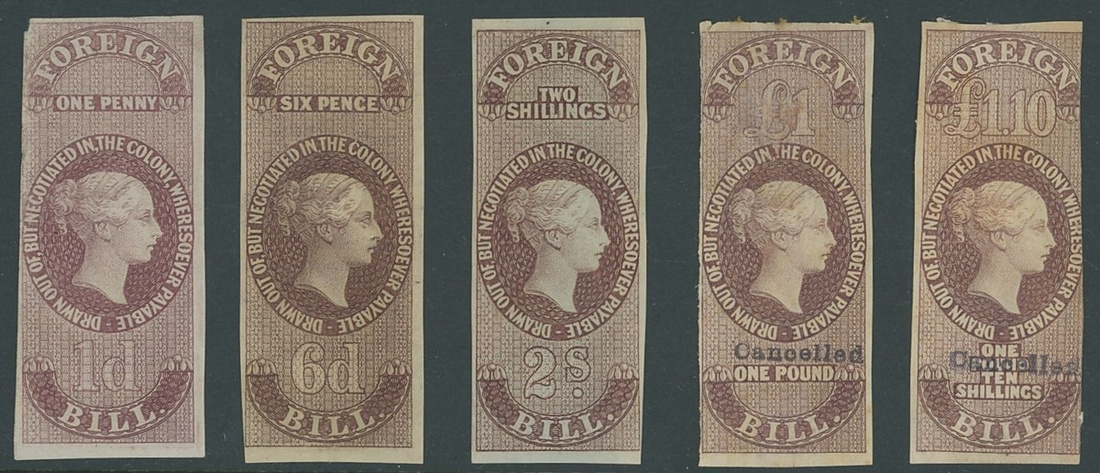 FOREIGN
ONE PENNY
DRAWN OUT OF BUT NEGOTIATED IN THE COLONY, WHERESOEVER PAYABLE -
1d
BILL.
FOREIGN
SIX PENCE
DRAWN OUT OF BUT NEGOTIATED IN THE COLONY, WHERESOEVER PAYABLE -
6d
BILL.
FOREIGN
TWO
SHILLINGS
DRAWN OUT OF BUT NEGOTIATED IN THE COLONY, WHERESOEVER PAYABLE -
2S.
BILL.
FOREIGN
£1
DRAWN OUT OF BUT NEGOTIATED IN THE COLONY, WHERESOEVER PAYABLE -
Cancelled
ONE POUND
BILL.
FOREIGN
£1.10
DRAWN OUT OF BUT NEGOTIATED IN THE COLONY, WHERESOEVER PAYABLE -
ONE
Cancelled
TEN
SHILLINGS
BILL.